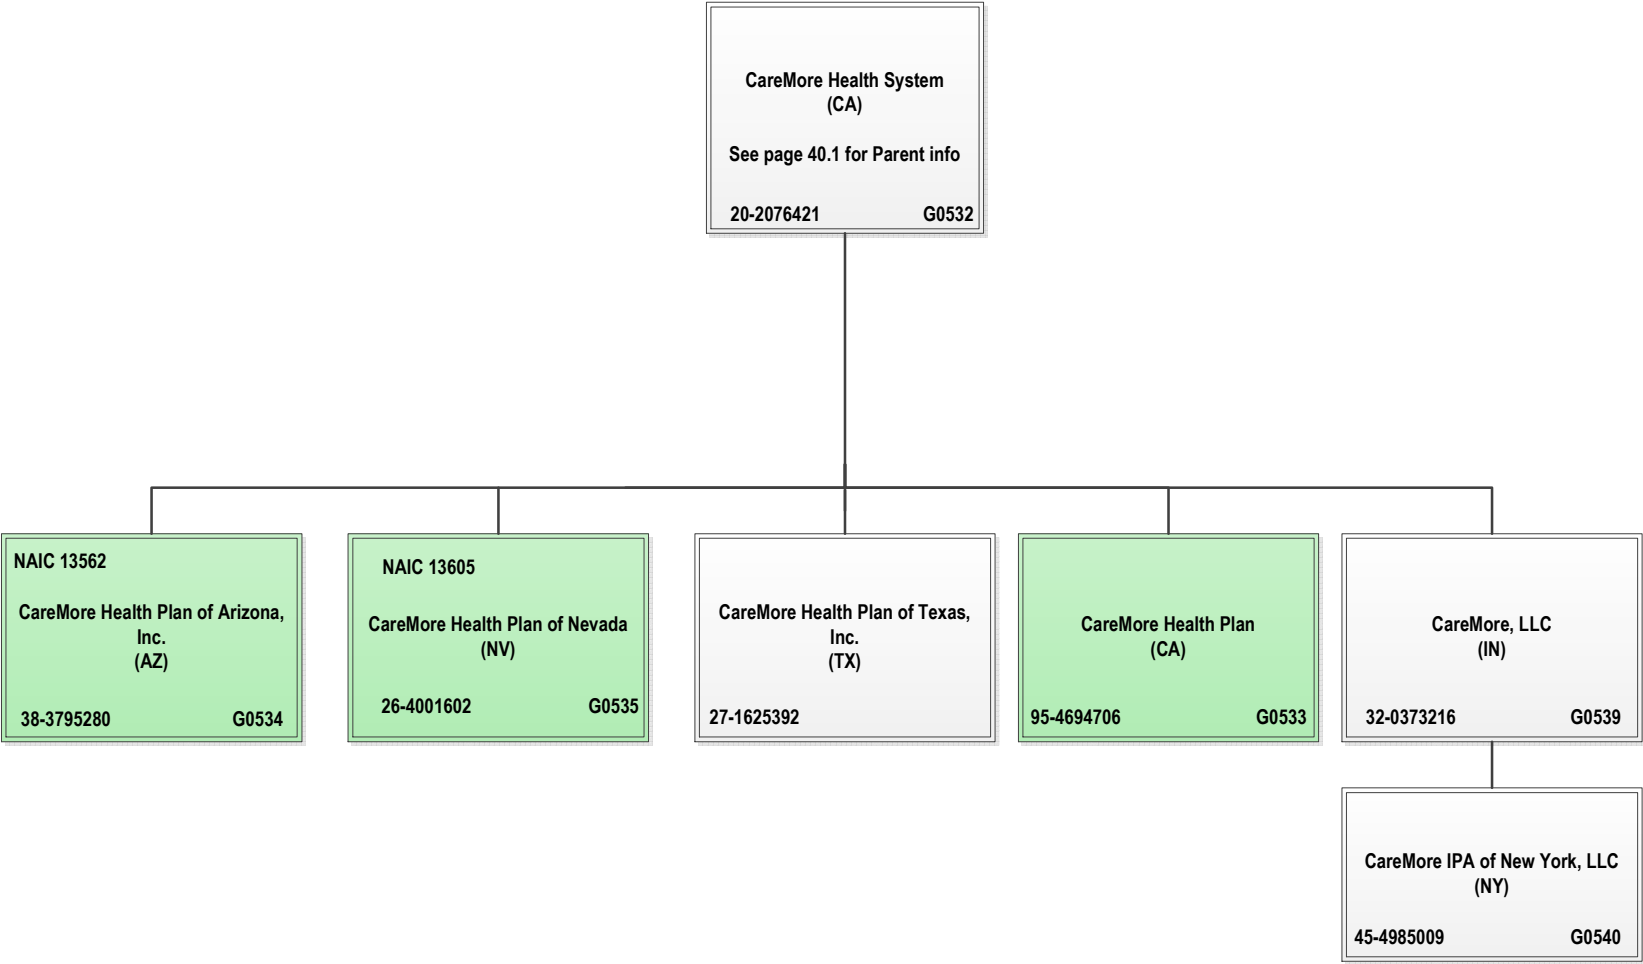 CareMore Health System
(CA)
See page 40.1 for Parent info
20-2076421 G0532
NAIC 13562
CareMore Health Plan of Arizona,
Inc.
(AZ)
38-3795280 G0534
NAIC 13605
CareMore Health Plan of Nevada
(NV)
26-4001602 G0535
CareMore Health Plan of Texas,
Inc.
(TX)
27-1625392
CareMore Health Plan
(CA)
95-4694706 G0533
CareMore, LLC
(IN)
32-0373216 G0539
CareMore IPA of New York, LLC
(NY)
45-4985009 G0540